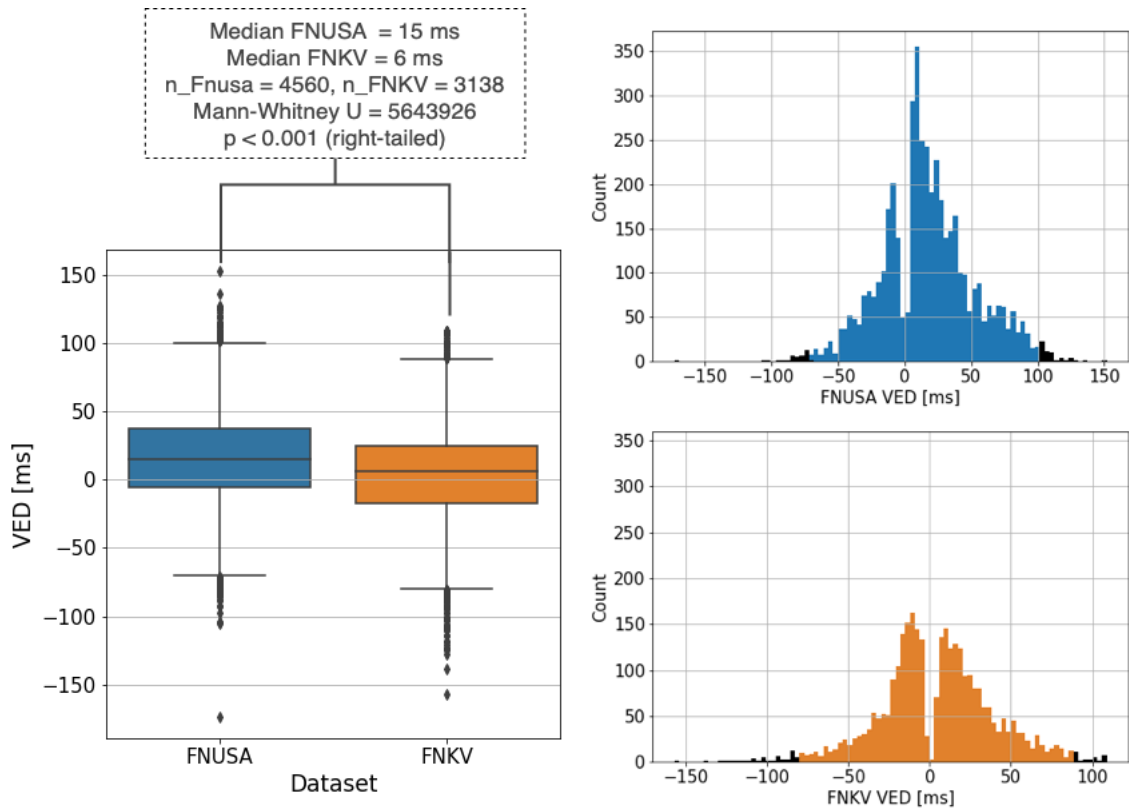 Median FNUSA = 15 ms
Median FNKV = 6 ms
n_Fnusa = 4560, n_FNKV = 3138
Mann-Whitney U = 5643926
p < 0.001 (right-tailed)
150
100
50
0
−50
−100
−150
VED [ms]
FNUSA
FNKV
Dataset
350
300
250
200
150
100
50
0
Count
−150
−100
−50
0
50
100
150
FNUSA VED [ms]
350
300
250
200
150
100
50
0
Count
−150
−100
−50
0
50
100
FNKV VED [ms]